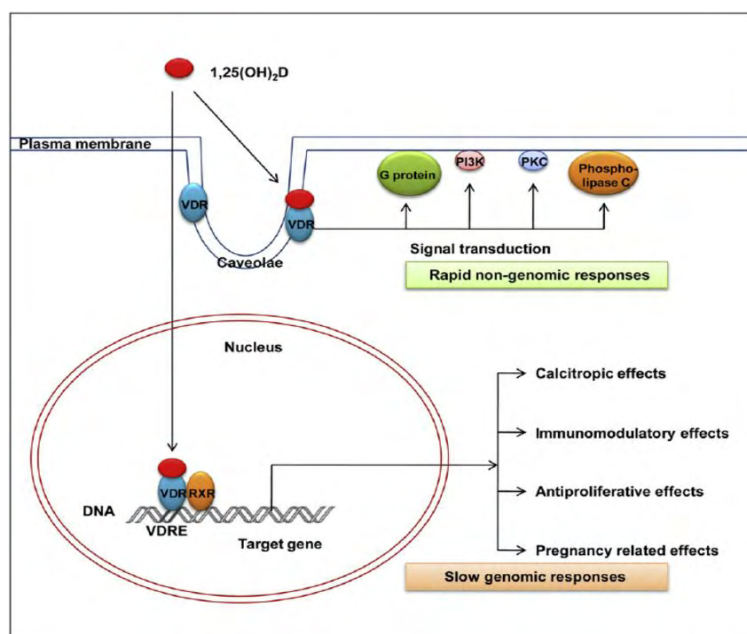 1,25(OH)₂D
Plasma membrane
VDR
VDR
Caveolae
G protein
PI3K
PKC
Phospho-
lipase C
Signal transduction
Rapid non-genomic responses
Nucleus
Calcitropic effects
Immunomodulatory effects
Antiproliferative effects
Pregnancy related effects
VDR
RXR
DNA
VDRE
Target gene
Slow genomic responses